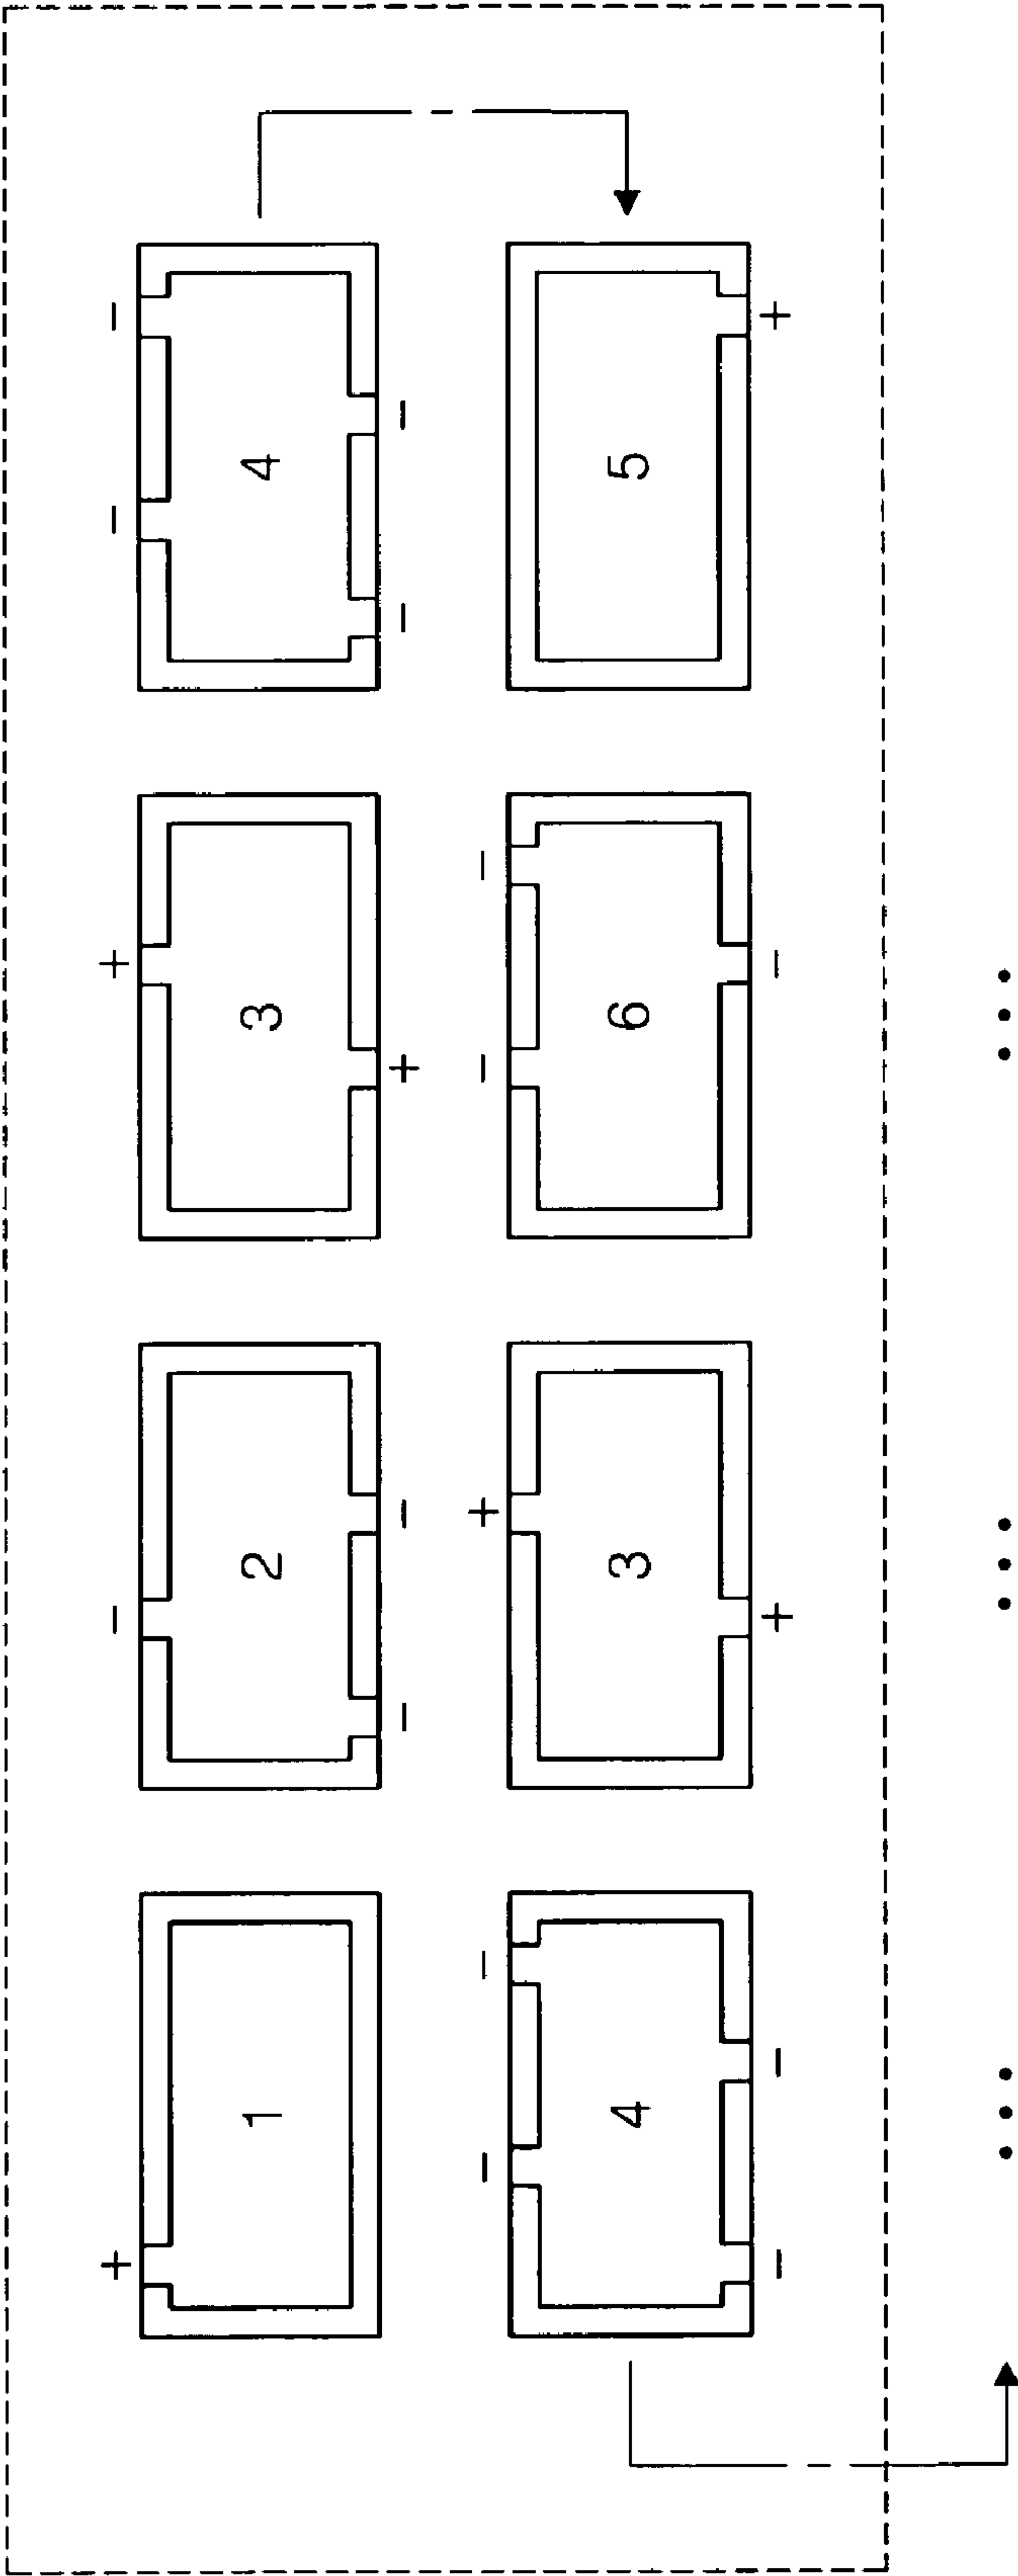 + - + - -
1 2 3 4
- - + - -
- - + - -
4 3 6 5
- - + - +
... ... ...